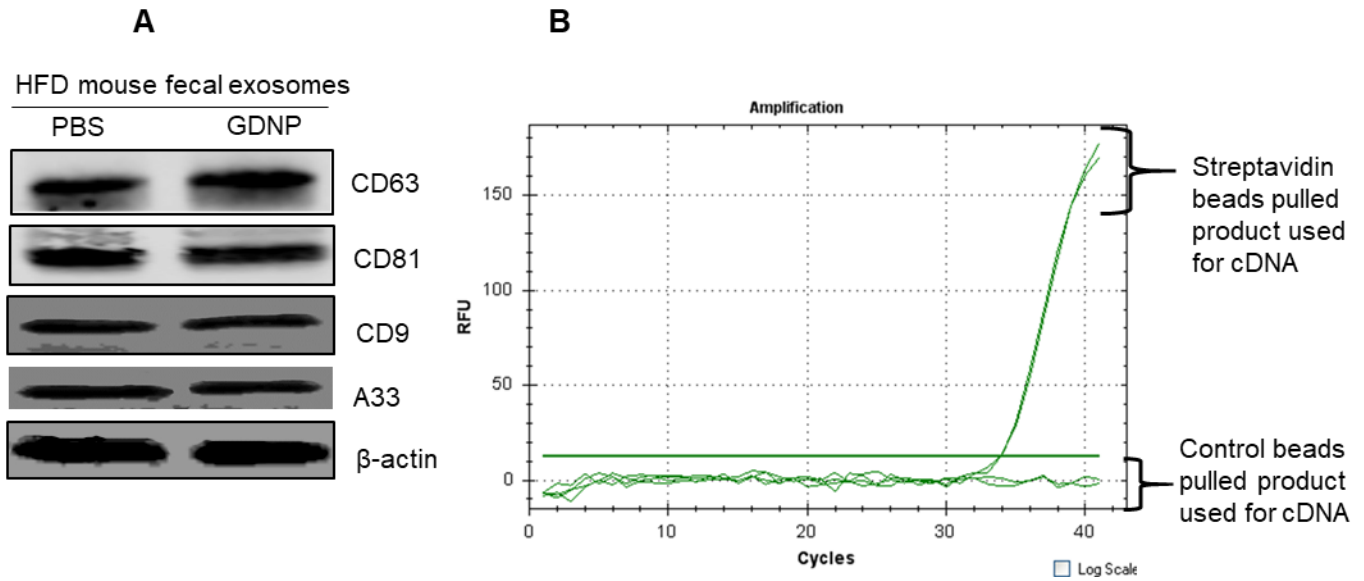 A
B
HFD mouse fecal exosomes
PBS GDNP
CD63
CD81
CD9
A33
β-actin
Amplification
RFU
150
100
50
0
0 10 20 30 40
Cycles
Log Scale
Streptavidin
beads pulled
product used
for cDNA
Control beads
pulled product
used for cDNA